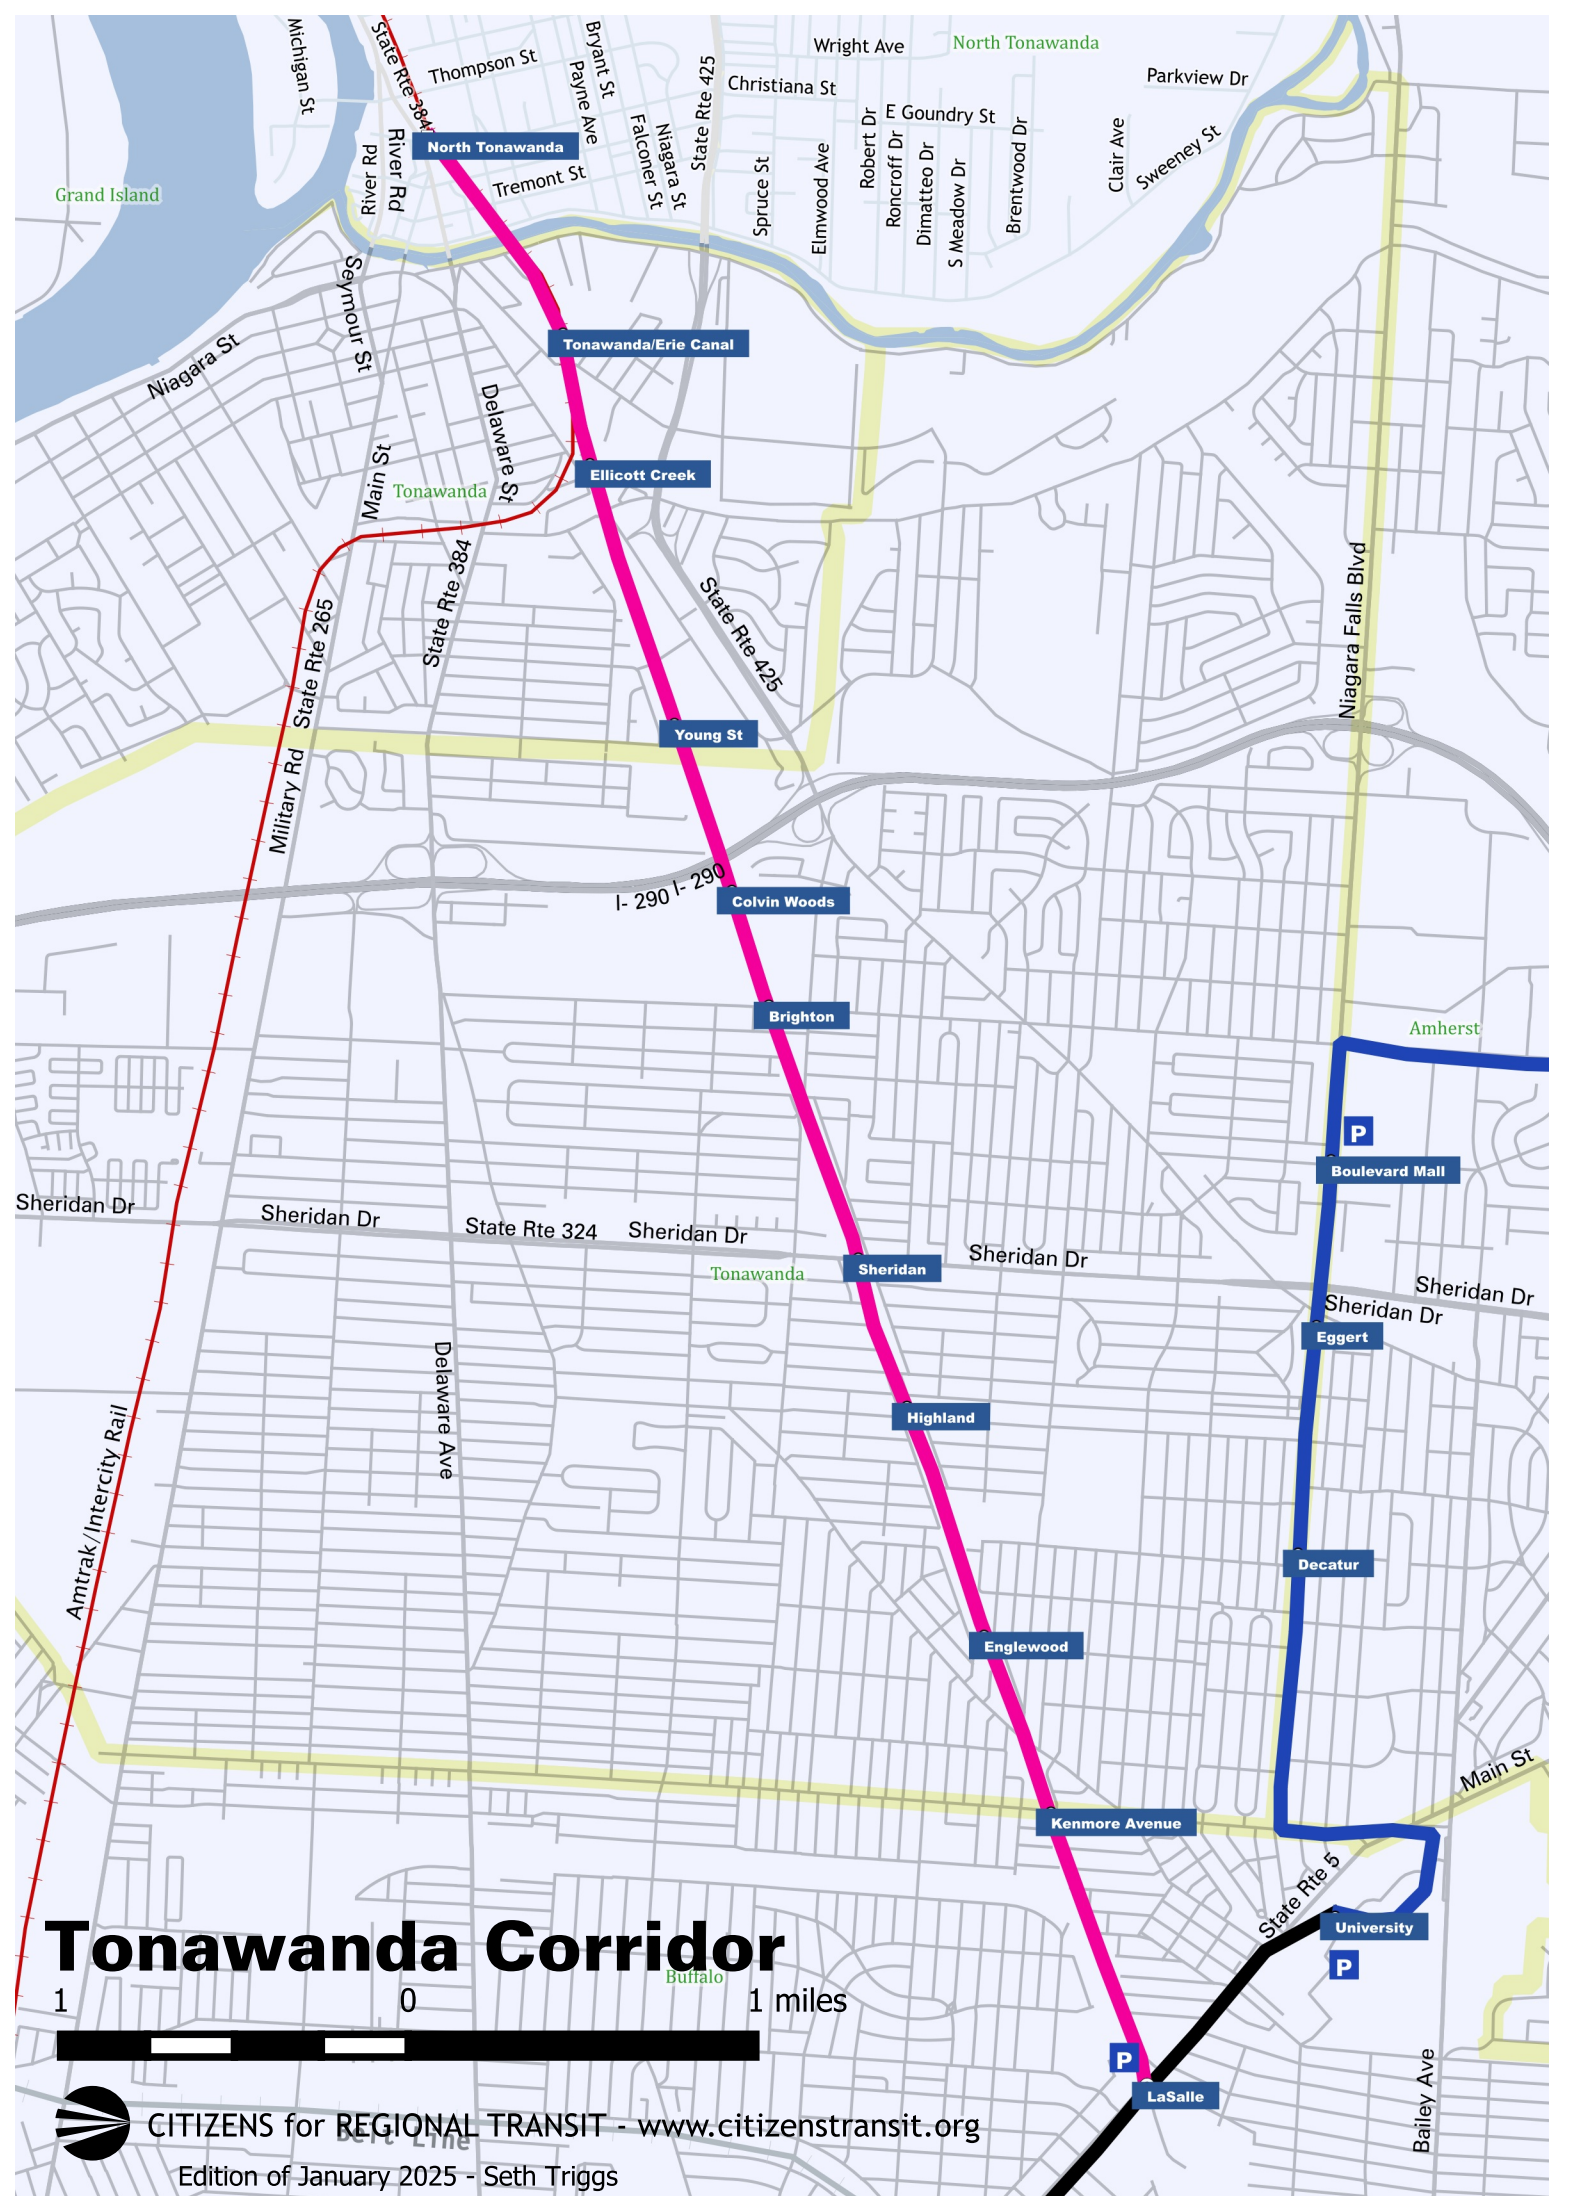 Michigan St
State Rte 384
Thompson St
Bryant St
Payne Ave
State Rte 425
Wright Ave
North Tonawanda
Christiana St
Parkview Dr
E Goundry St
Robert Dr
Roncroff Dr
Dimatteo Dr
S Meadow Dr
Brentwood Dr
Clair Ave
Sweeney St
River Rd
River Rd
North Tonawanda
Tremont St
Falconer St
Niagara St
Spruce St
Elmwood Ave
Grand Island
Seymour St
Niagara St
Tonawanda/Erie Canal
Delaware St
Main St
Tonawanda
Ellicott Creek
State Rte 384
State Rte 425
Niagara Falls Blvd
State Rte 265
Young St
Military Rd
I- 290
I- 290
Colvin Woods
Brighton
Amherst
P
Boulevard Mall
Sheridan Dr
Sheridan Dr
State Rte 324
Sheridan Dr
Sheridan Dr
Tonawanda
Sheridan
Sheridan Dr
Sheridan Dr
Eggert
Delaware Ave
Highland
Amtrak/Intercity Rail
Decatur
Englewood
Main St
Kenmore Avenue
State Rte 5
University
P
Tonawanda Corridor
Buffalo
1 0 1 miles
P
LaSalle
Bailey Ave
CITIZENS for REGIONAL TRANSIT - www.citizenstransit.org
Belt Line
Edition of January 2025 - Seth Triggs